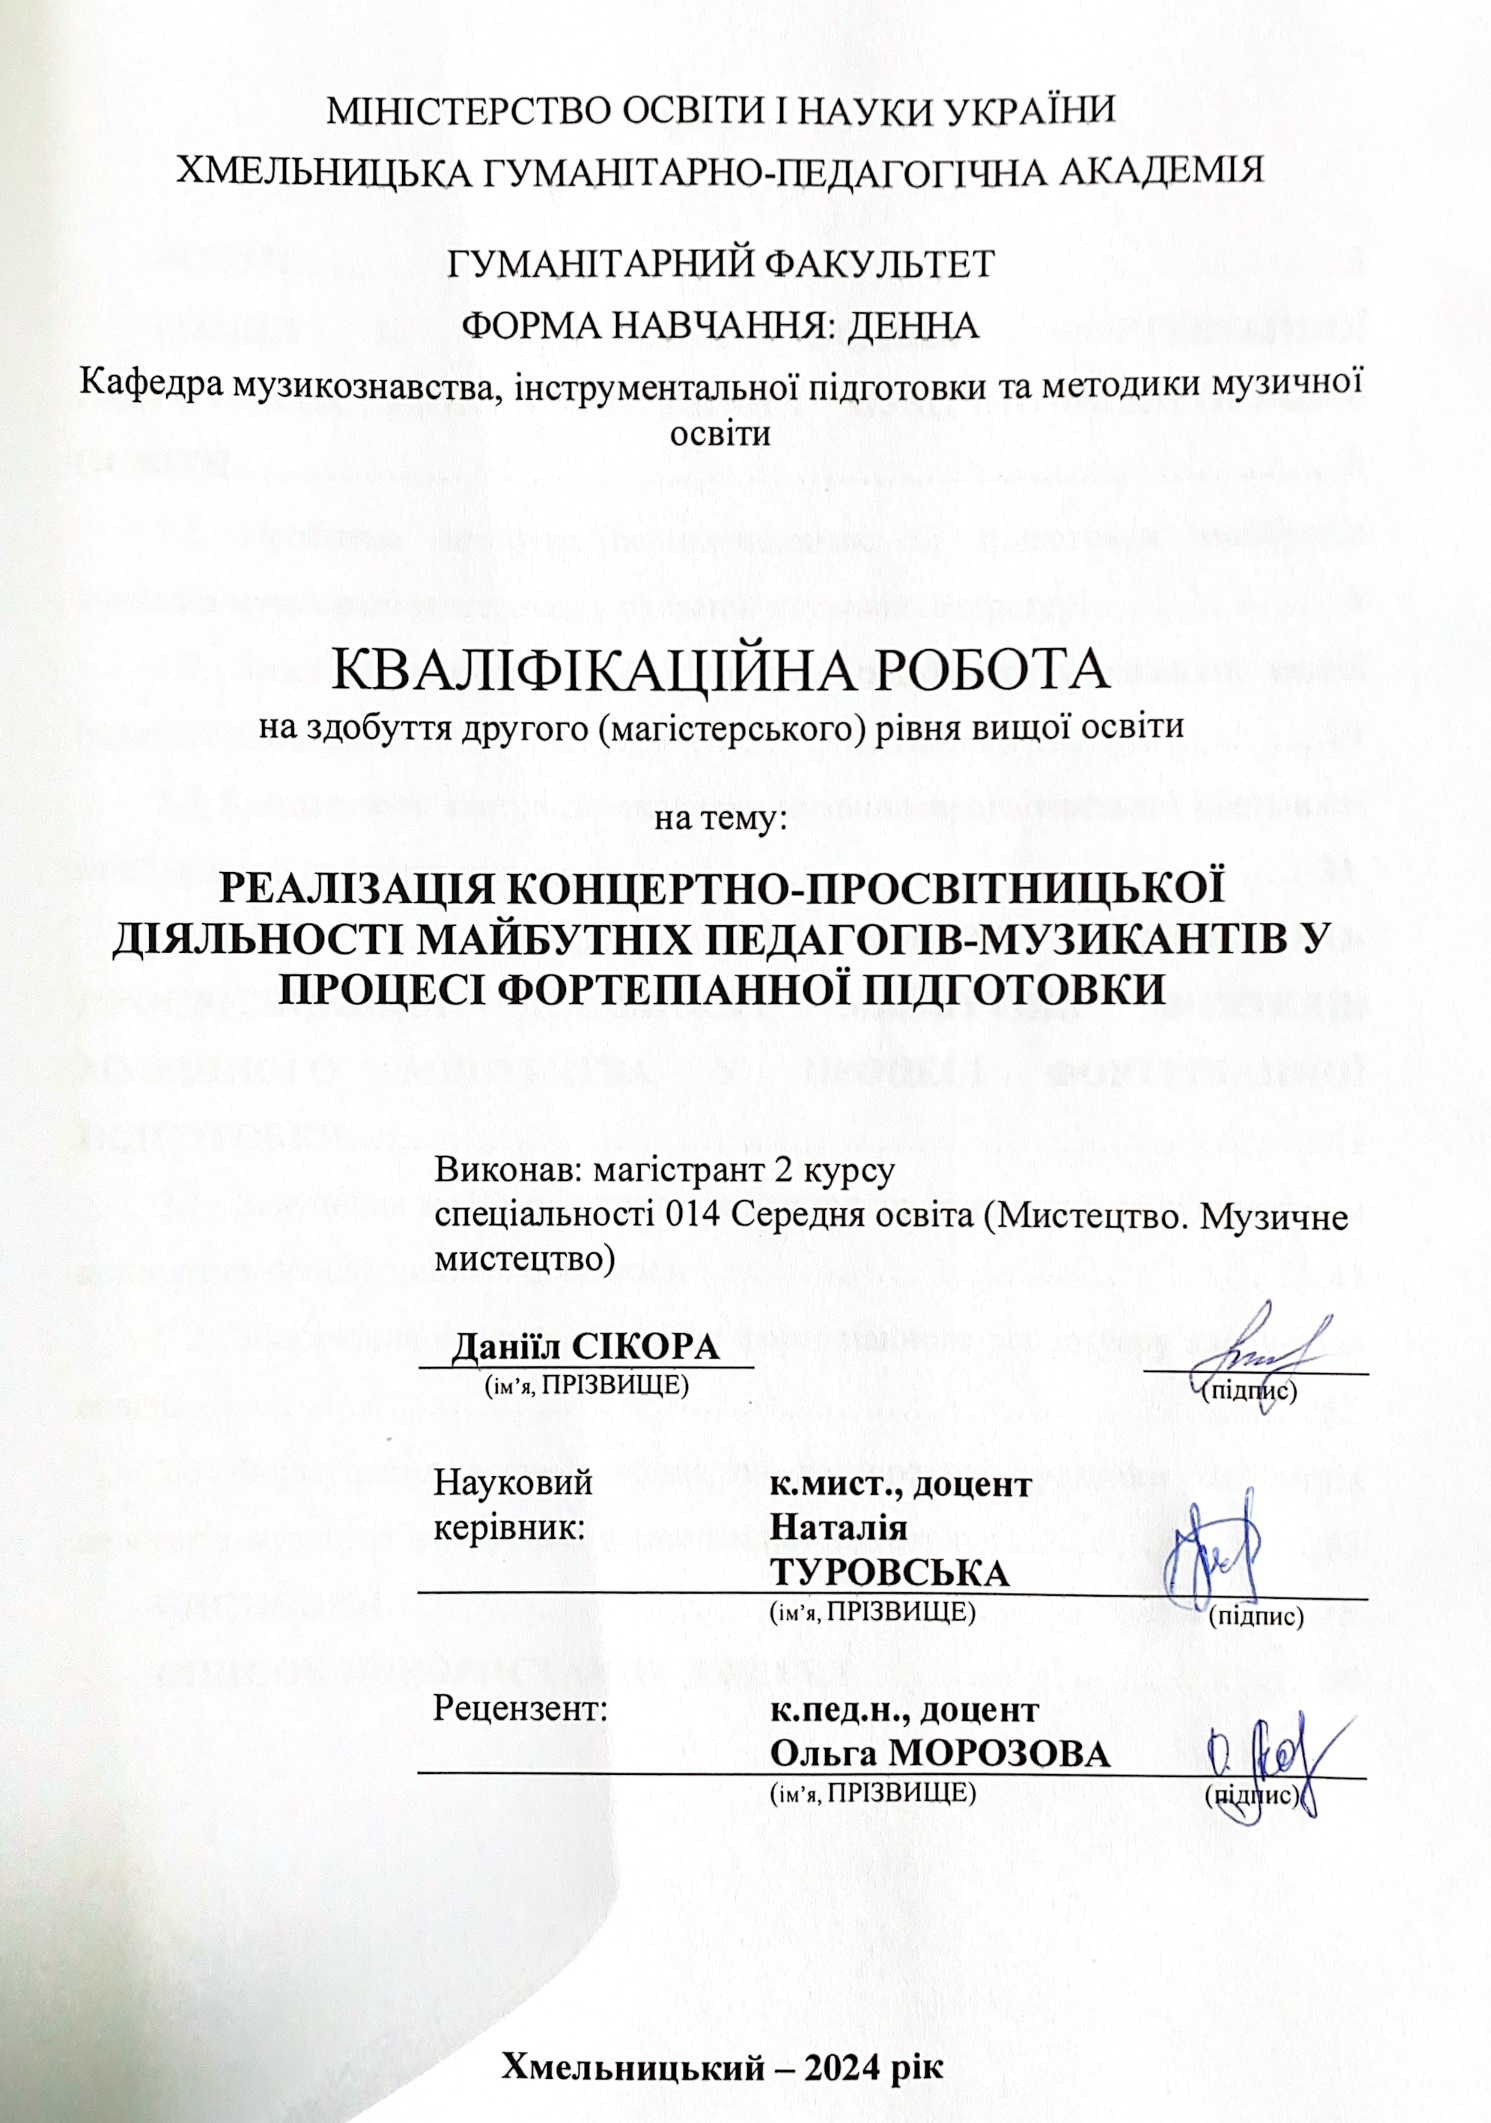 МІНІСТЕРСТВО ОСВІТИ І НАУКИ УКРАЇНИ
ХМЕЛЬНИЦЬКА ГУМАНІТАРНО-ПЕДАГОГІЧНА АКАДЕМІЯ
ГУМАНІТАРНИЙ ФАКУЛЬТЕТ
ФОРМА НАВЧАННЯ: ДЕННА
Кафедра музикознавства, інструментальної підготовки та методики музичної
освіти
КВАЛІФІКАЦІЙНА РОБОТА
на здобуття другого (магістерського) рівня вищої освіти
на тему:
РЕАЛІЗАЦІЯ КОНЦЕРТНО-ПРОСВІТНИЦЬКОЇ
ДІЯЛЬНОСТІ МАЙБУТНІХ ПЕДАГОГІВ-МУЗИКАНТІВ У
ПРОЦЕСІ ФОРТЕПІАННОЇ ПІДГОТОВКИ
Виконав: магістрант 2 курсу
спеціальності 014 Середня освіта (Мистецтво. Музичне
мистецтво)
Даніїл СІКОРА
(ім’я, ПРІЗВИЩЕ) (підпис)
Науковий к.мист., доцент
керівник: Наталія
ТУРОВСЬКА
(ім’я, ПРІЗВИЩЕ) (підпис)
Рецензент: к.пед.н., доцент
Ольга МОРОЗОВА
(ім’я, ПРІЗВИЩЕ) (підпис)
Хмельницький – 2024 рік